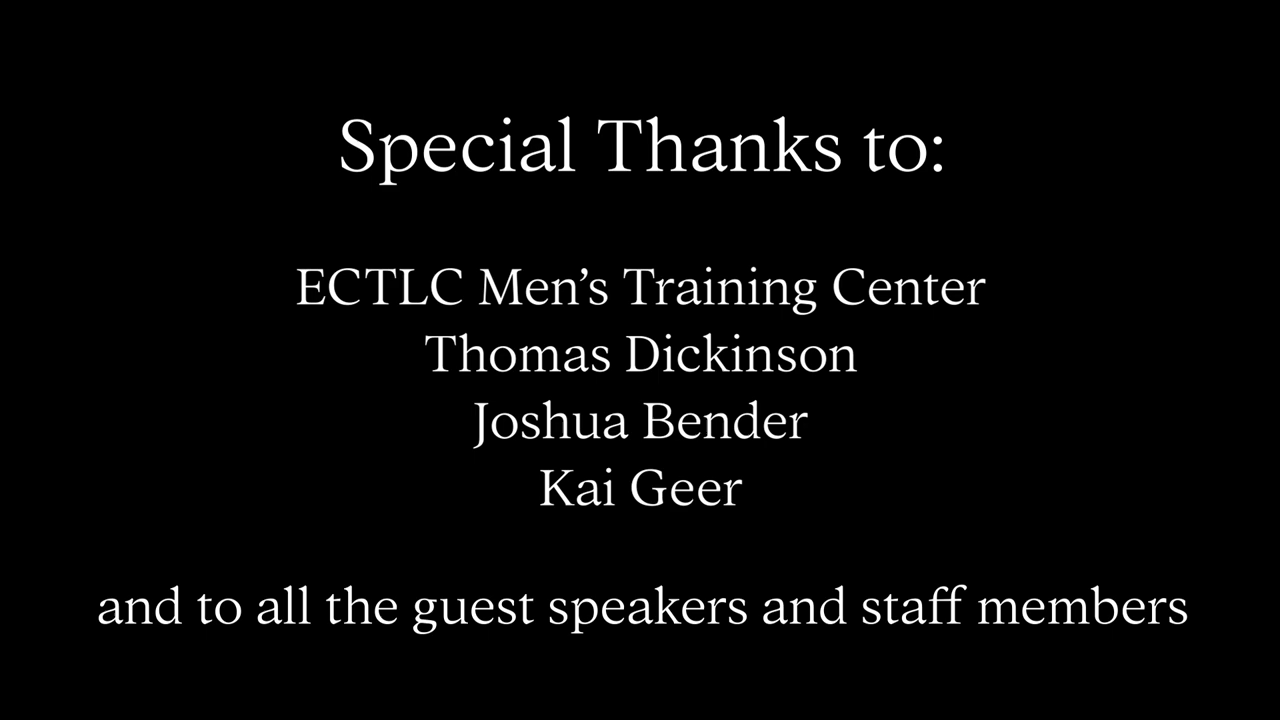 Special Thanks to:
ECTLC Men’s Training Center
Thomas Dickinson
Joshua Bender
Kai Geer
and to all the guest speakers and staff members